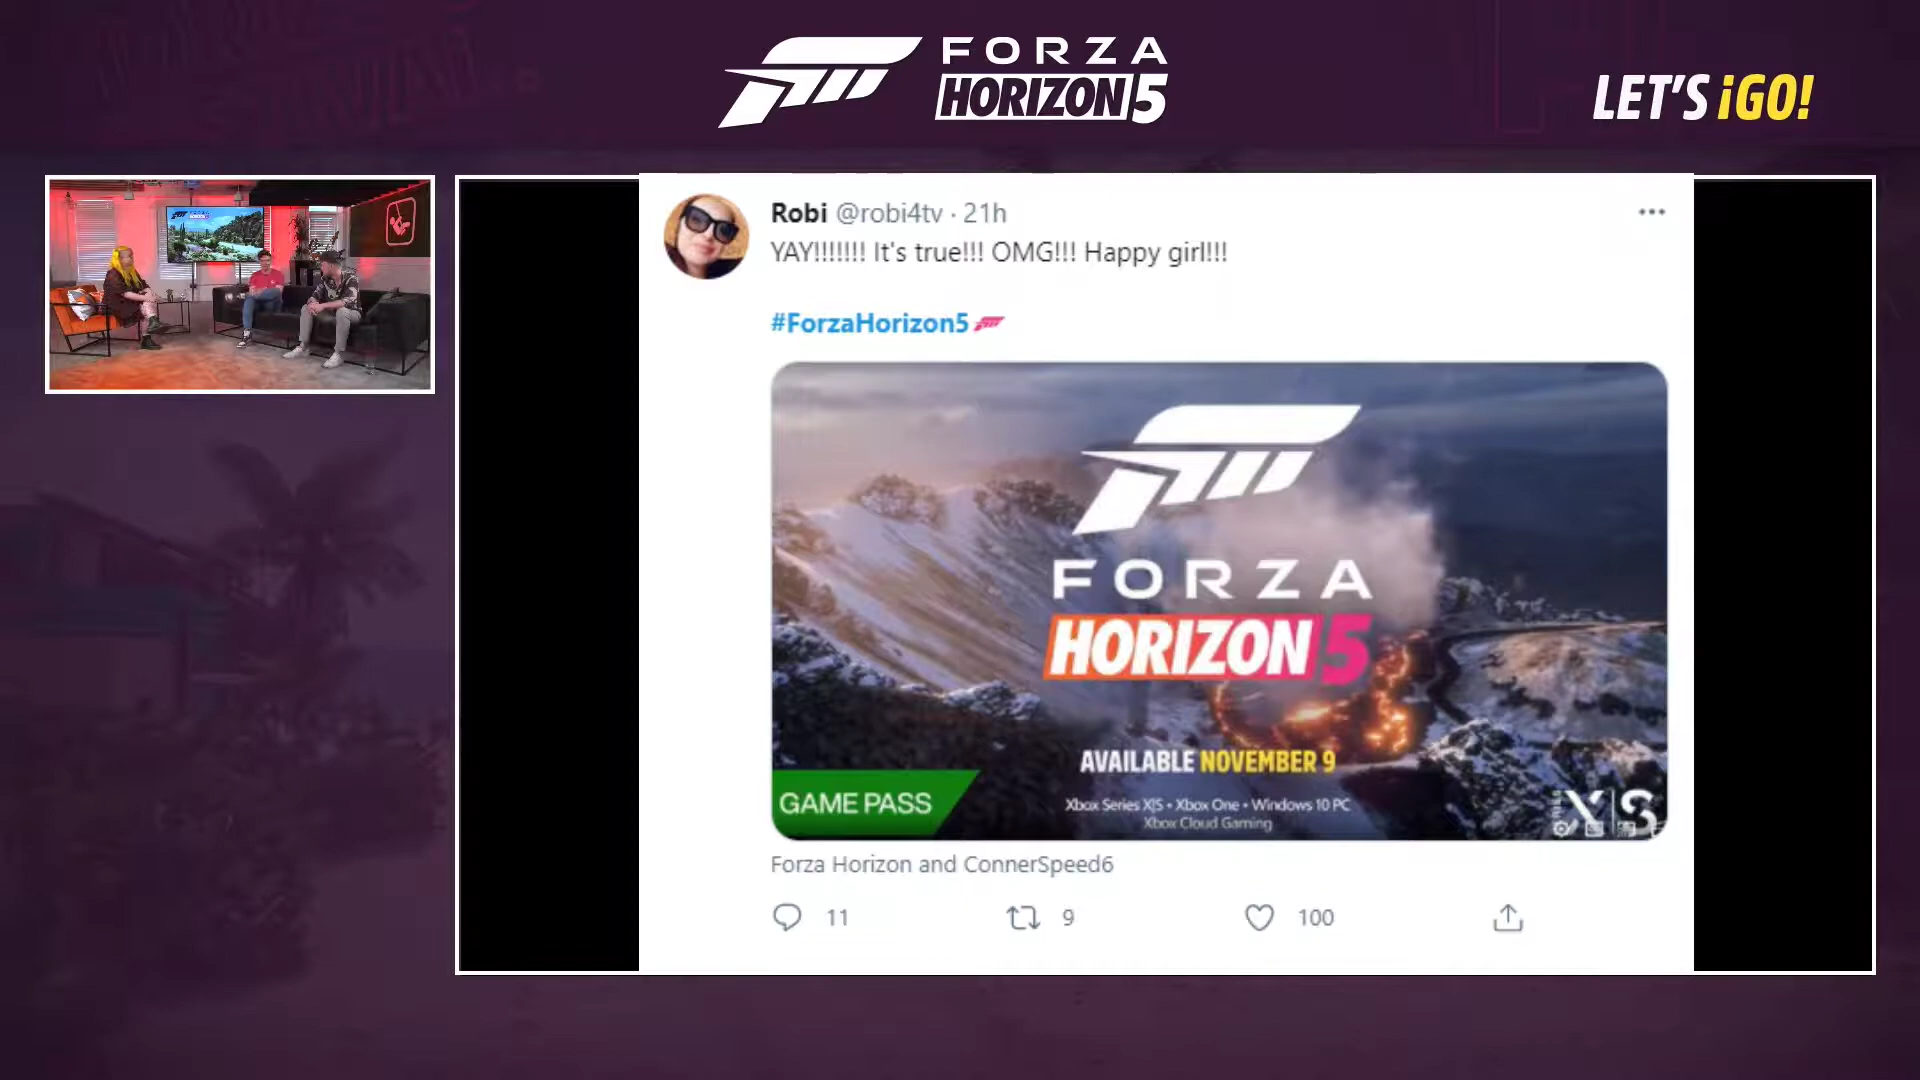 FORZA
HORIZON 5
LET'S ¡GO!
Robi @robi4tv · 21h
YAY!!!!!!! It's true!!! OMG!!! Happy girl!!!!
#ForzaHorizon5
FORZA
HORIZON 5
AVAILABLE NOVEMBER 9
GAME PASS
Xbox Series X|S • Xbox One • Windows 10 PC
Xbox Cloud Gaming
X|S
Forza Horizon and ConnerSpeed6
11
9
100